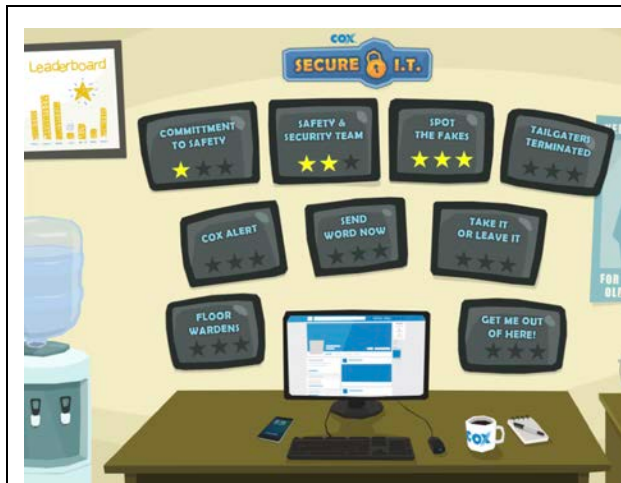 COX
SECURE I.T.
Leaderboard
COMMITTMENT
TO SAFETY
SAFETY &
SECURITY TEAM
SPOT
THE FAKES
TAILGATERS
TERMINATED
COX ALERT
SEND
WORD NOW
TAKE IT
OR LEAVE IT
FLOOR
WARDENS
GET ME OUT
OF HERE!
COX